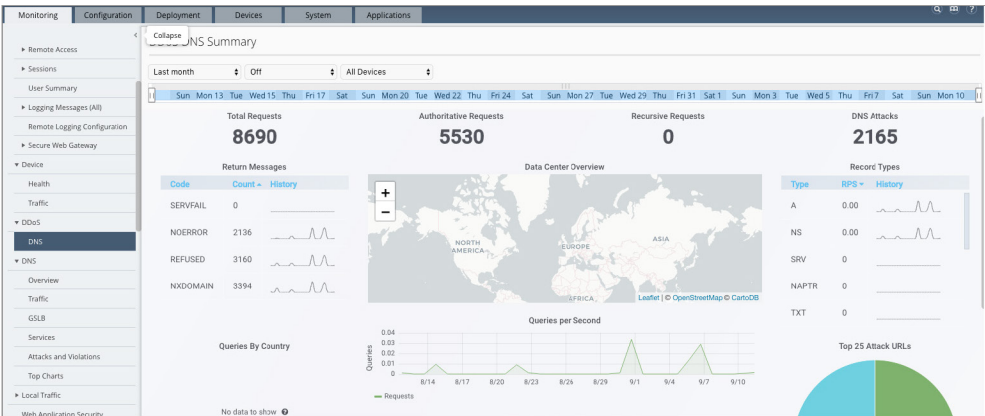 Monitoring Configuration Deployment Devices System Applications
Collapse
DNS Summary
Remote Access
Sessions
User Summary
Logging Messages (All)
Remote Logging Configuration
Secure Web Gateway
Device
Health
Traffic
DDoS
DNS
DNS
Overview
Traffic
GSLB
Services
Attacks and Violations
Top Charts
Local Traffic
Web Application Security
Last month Off All Devices
Sun Mon 13 Tue Wed 15 Thu Fri 17 Sat Sun Mon 20 Tue Wed 22 Thu Fri 24 Sat Sun Mon 27 Tue Wed 29 Thu Fri 31 Sat 1 Sun Mon 3 Tue Wed 5 Thu Fri 7 Sat Sun Mon 10
Total Requests Authoritative Requests Recursive Requests DNS Attacks
8690 5530 0 2165
Return Messages
Code Count History
SERVFAIL 0
NOERROR 2136
REFUSED 3160
NXDOMAIN 3394
Data Center Overview
+
−
NORTH
AMERICA
EUROPE
ASIA
AFRICA
Leaflet | © OpenStreetMap © CartoDB
Record Types
Type RPS History
A 0.00
NS 0.00
SRV 0
NAPTR 0
TXT 0
Queries By Country
No data to show
Queries per Second
Queries
0.04
0.03
0.02
0.01
0
8/14 8/17 8/20 8/23 8/26 8/29 9/1 9/4 9/7 9/10
Requests
Top 25 Attack URLs